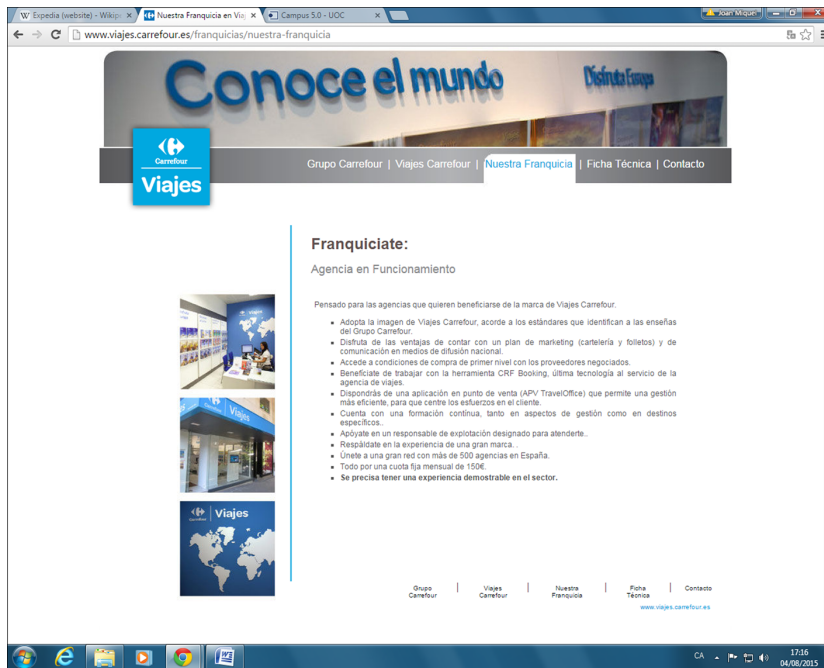 Expedia (website) - Wikip
Nuestra Franquicia en Via
Campus 5.0 - UOC
Joan Miquel
www.viajes.carrefour.es/franquicias/nuestra-franquicia
Conoce el mundo
Disfruta Europa
Carrefour
Viajes
Grupo Carrefour | Viajes Carrefour | Nuestra Franquicia | Ficha Técnica | Contacto
Franquiciate:
Agencia en Funcionamiento
Pensado para las agencias que quieren beneficiarse de la marca de Viajes Carrefour.
Adopta la imagen de Viajes Carrefour, acorde a los estándares que identifican a las enseñas
del Grupo Carrefour.
Disfruta de las ventajas de contar con un plan de marketing (cartelería y folletos) y de
comunicación en medios de difusión nacional.
Accede a condiciones de compra de primer nivel con los proveedores negociados.
Benefíciate de trabajar con la herramienta CRF Booking, última tecnología al servicio de la
agencia de viajes.
Dispondrás de una aplicación en punto de venta (APV TravelOffice) que permite una gestión
más eficiente, para que centre los esfuerzos en el cliente.
Cuenta con una formación contínua, tanto en aspectos de gestión como en destinos
específicos..
Apóyate en un responsable de explotación designado para atenderte..
Respáldate en la experiencia de una gran marca...
Únete a una gran red con más de 500 agencias en España.
Todo por una cuota fija mensual de 150€.
Se precisa tener una experiencia demostrable en el sector.
Viajes
Carrefour
Viajes
Grupo
Carrefour
Viajes
Carrefour
Nuestra
Franquicia
Ficha
Técnica
Contacto
www.viajes.carrefour.es
CA
17:16
04/08/2015